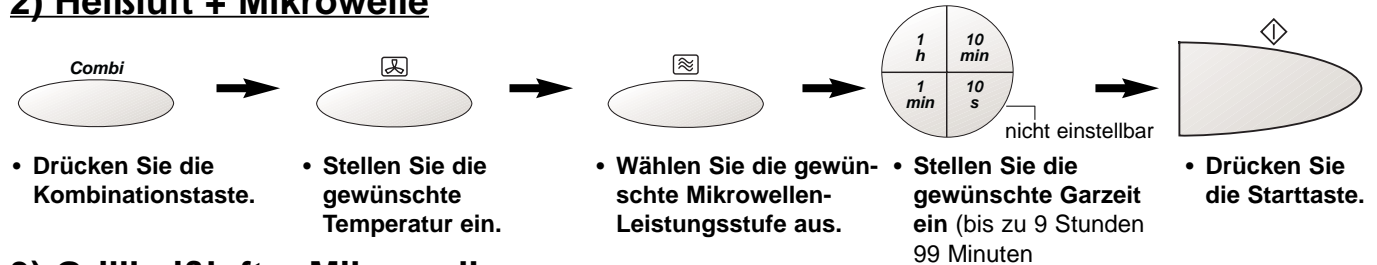 2) Heißluft + Mikrowelle
Combi
1 h
10 min
1 min
10 s
nicht einstellbar
• Drücken Sie die
Kombinationstaste.
• Stellen Sie die
gewünschte
Temperatur ein.
• Wählen Sie die gewün-
schte Mikrowellen-
Leistungsstufe aus.
• Stellen Sie die
gewünschte Garzeit
ein (bis zu 9 Stunden
99 Minuten
• Drücken Sie
die Starttaste.